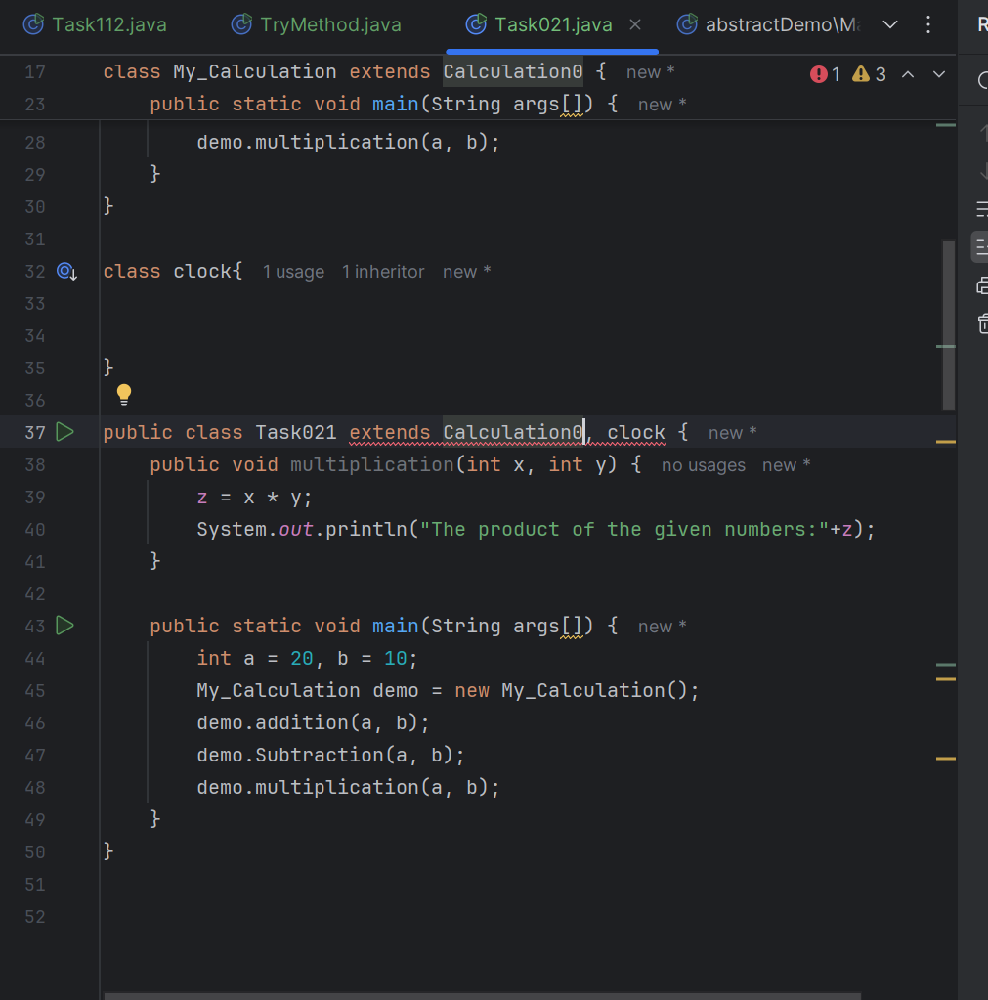 Task112.java TryMethod.java Task021.java abstractDemo\Ma
17 class My_Calculation extends Calculation0 { new * 1 3
23 public static void main(String args[]) { new *
28 demo.multiplication(a, b);
29 }
30 }
31
32 class clock{ 1 usage 1 inheritor new *
33
34
35 }
36
37 public class Task021 extends Calculation0, clock { new *
38 public void multiplication(int x, int y) { no usages new *
39 z = x * y;
40 System.out.println("The product of the given numbers:"+z);
41 }
42
43 public static void main(String args[]) { new *
44 int a = 20, b = 10;
45 My_Calculation demo = new My_Calculation();
46 demo.addition(a, b);
47 demo.Subtraction(a, b);
48 demo.multiplication(a, b);
49 }
50 }
51
52